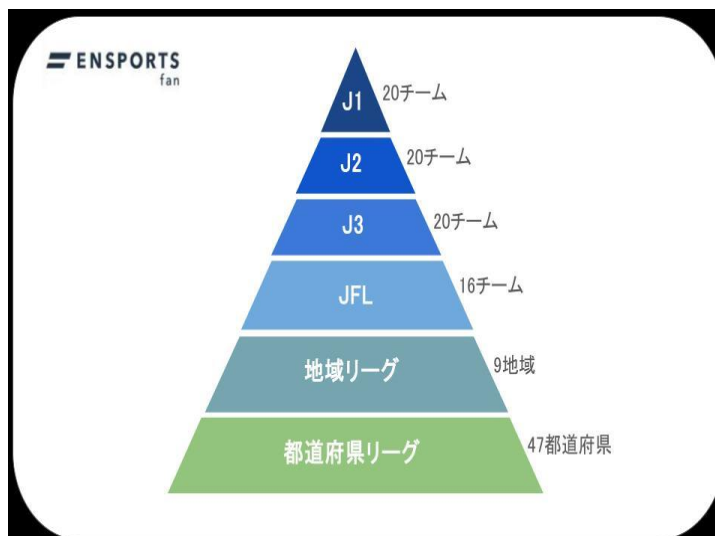 ENSPORTS
fan
J1
20チーム
J2
20チーム
J3
20チーム
JFL
16チーム
地域リーグ
9地域
都道府県リーグ
47都道府県